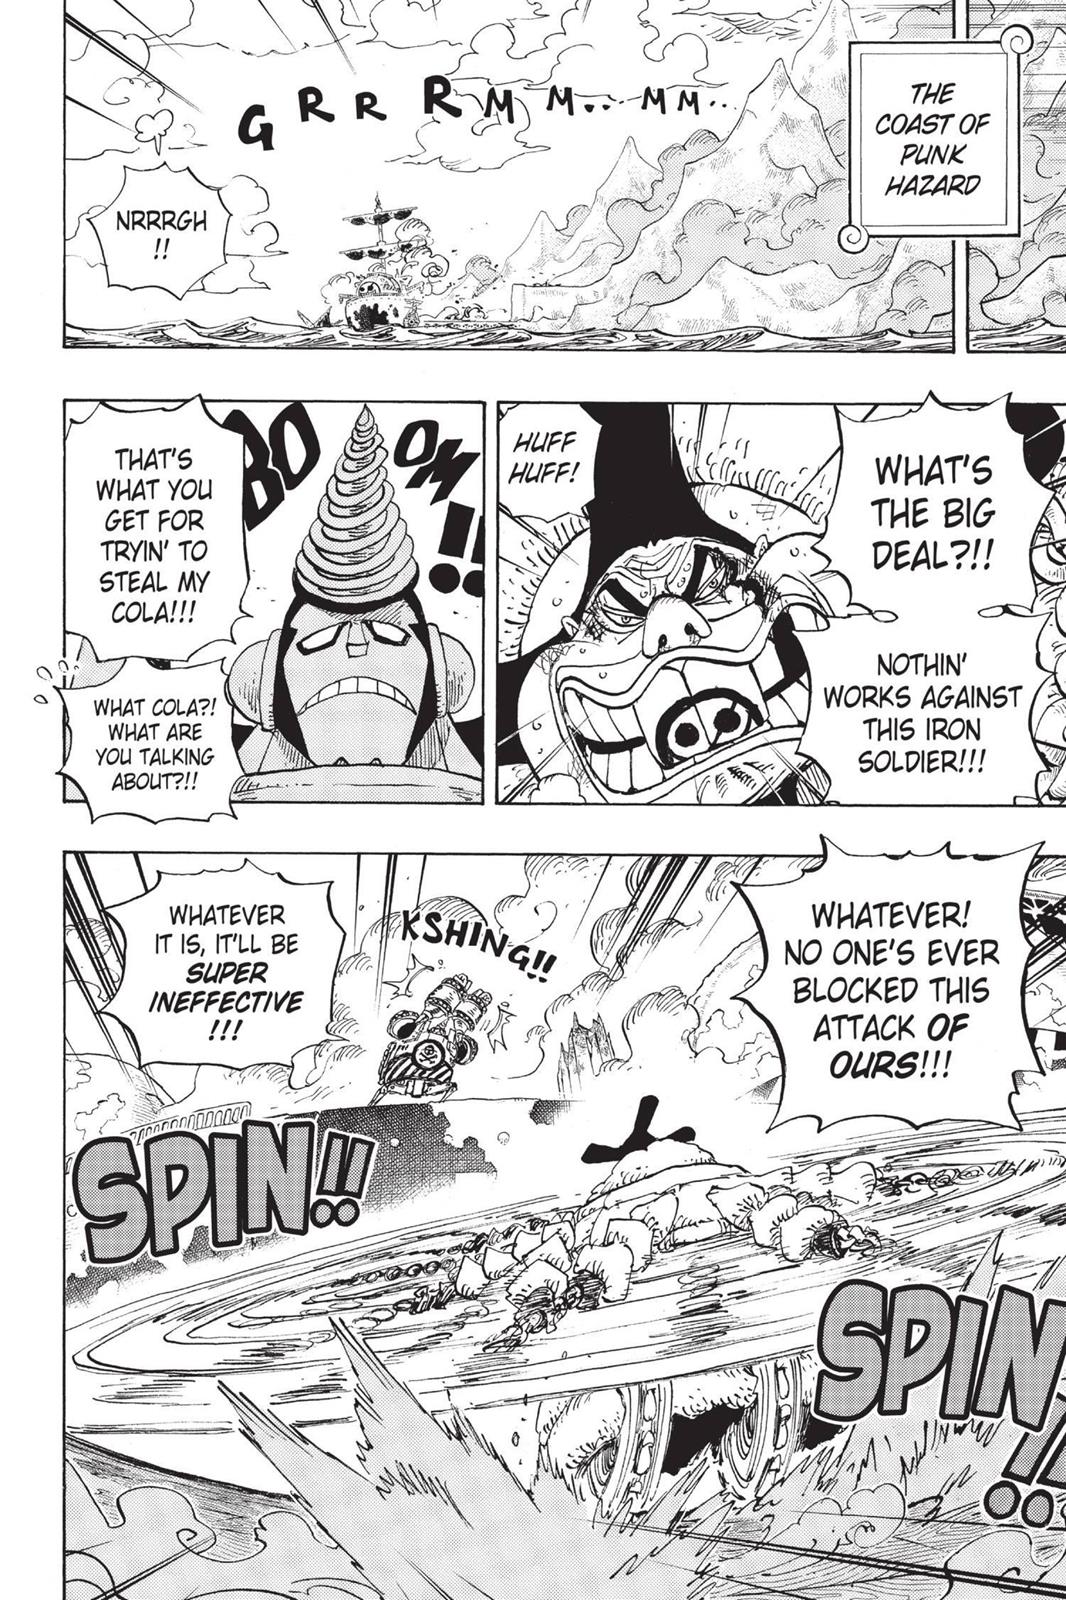 THE
COAST OF
PUNK
HAZARD
GRRRMM..MM..
NRRRGH
!!
WHAT'S
THE BIG
DEAL?!!
NOTHIN'
WORKS AGAINST
THIS IRON
SOLDIER!!!
HUFF
HUFF!
BOOM!!
THAT'S
WHAT YOU
GET FOR
TRYIN' TO
STEAL MY
COLA!!!
WHAT COLA?!
WHAT ARE
YOU TALKING
ABOUT?!!
WHATEVER!
NO ONE'S EVER
BLOCKED THIS
ATTACK OF
OURS!!!
KSHING!!
WHATEVER
IT IS, IT'LL BE
SUPER
INEFFECTIVE
!!!
SPIN!!
SPIN!!